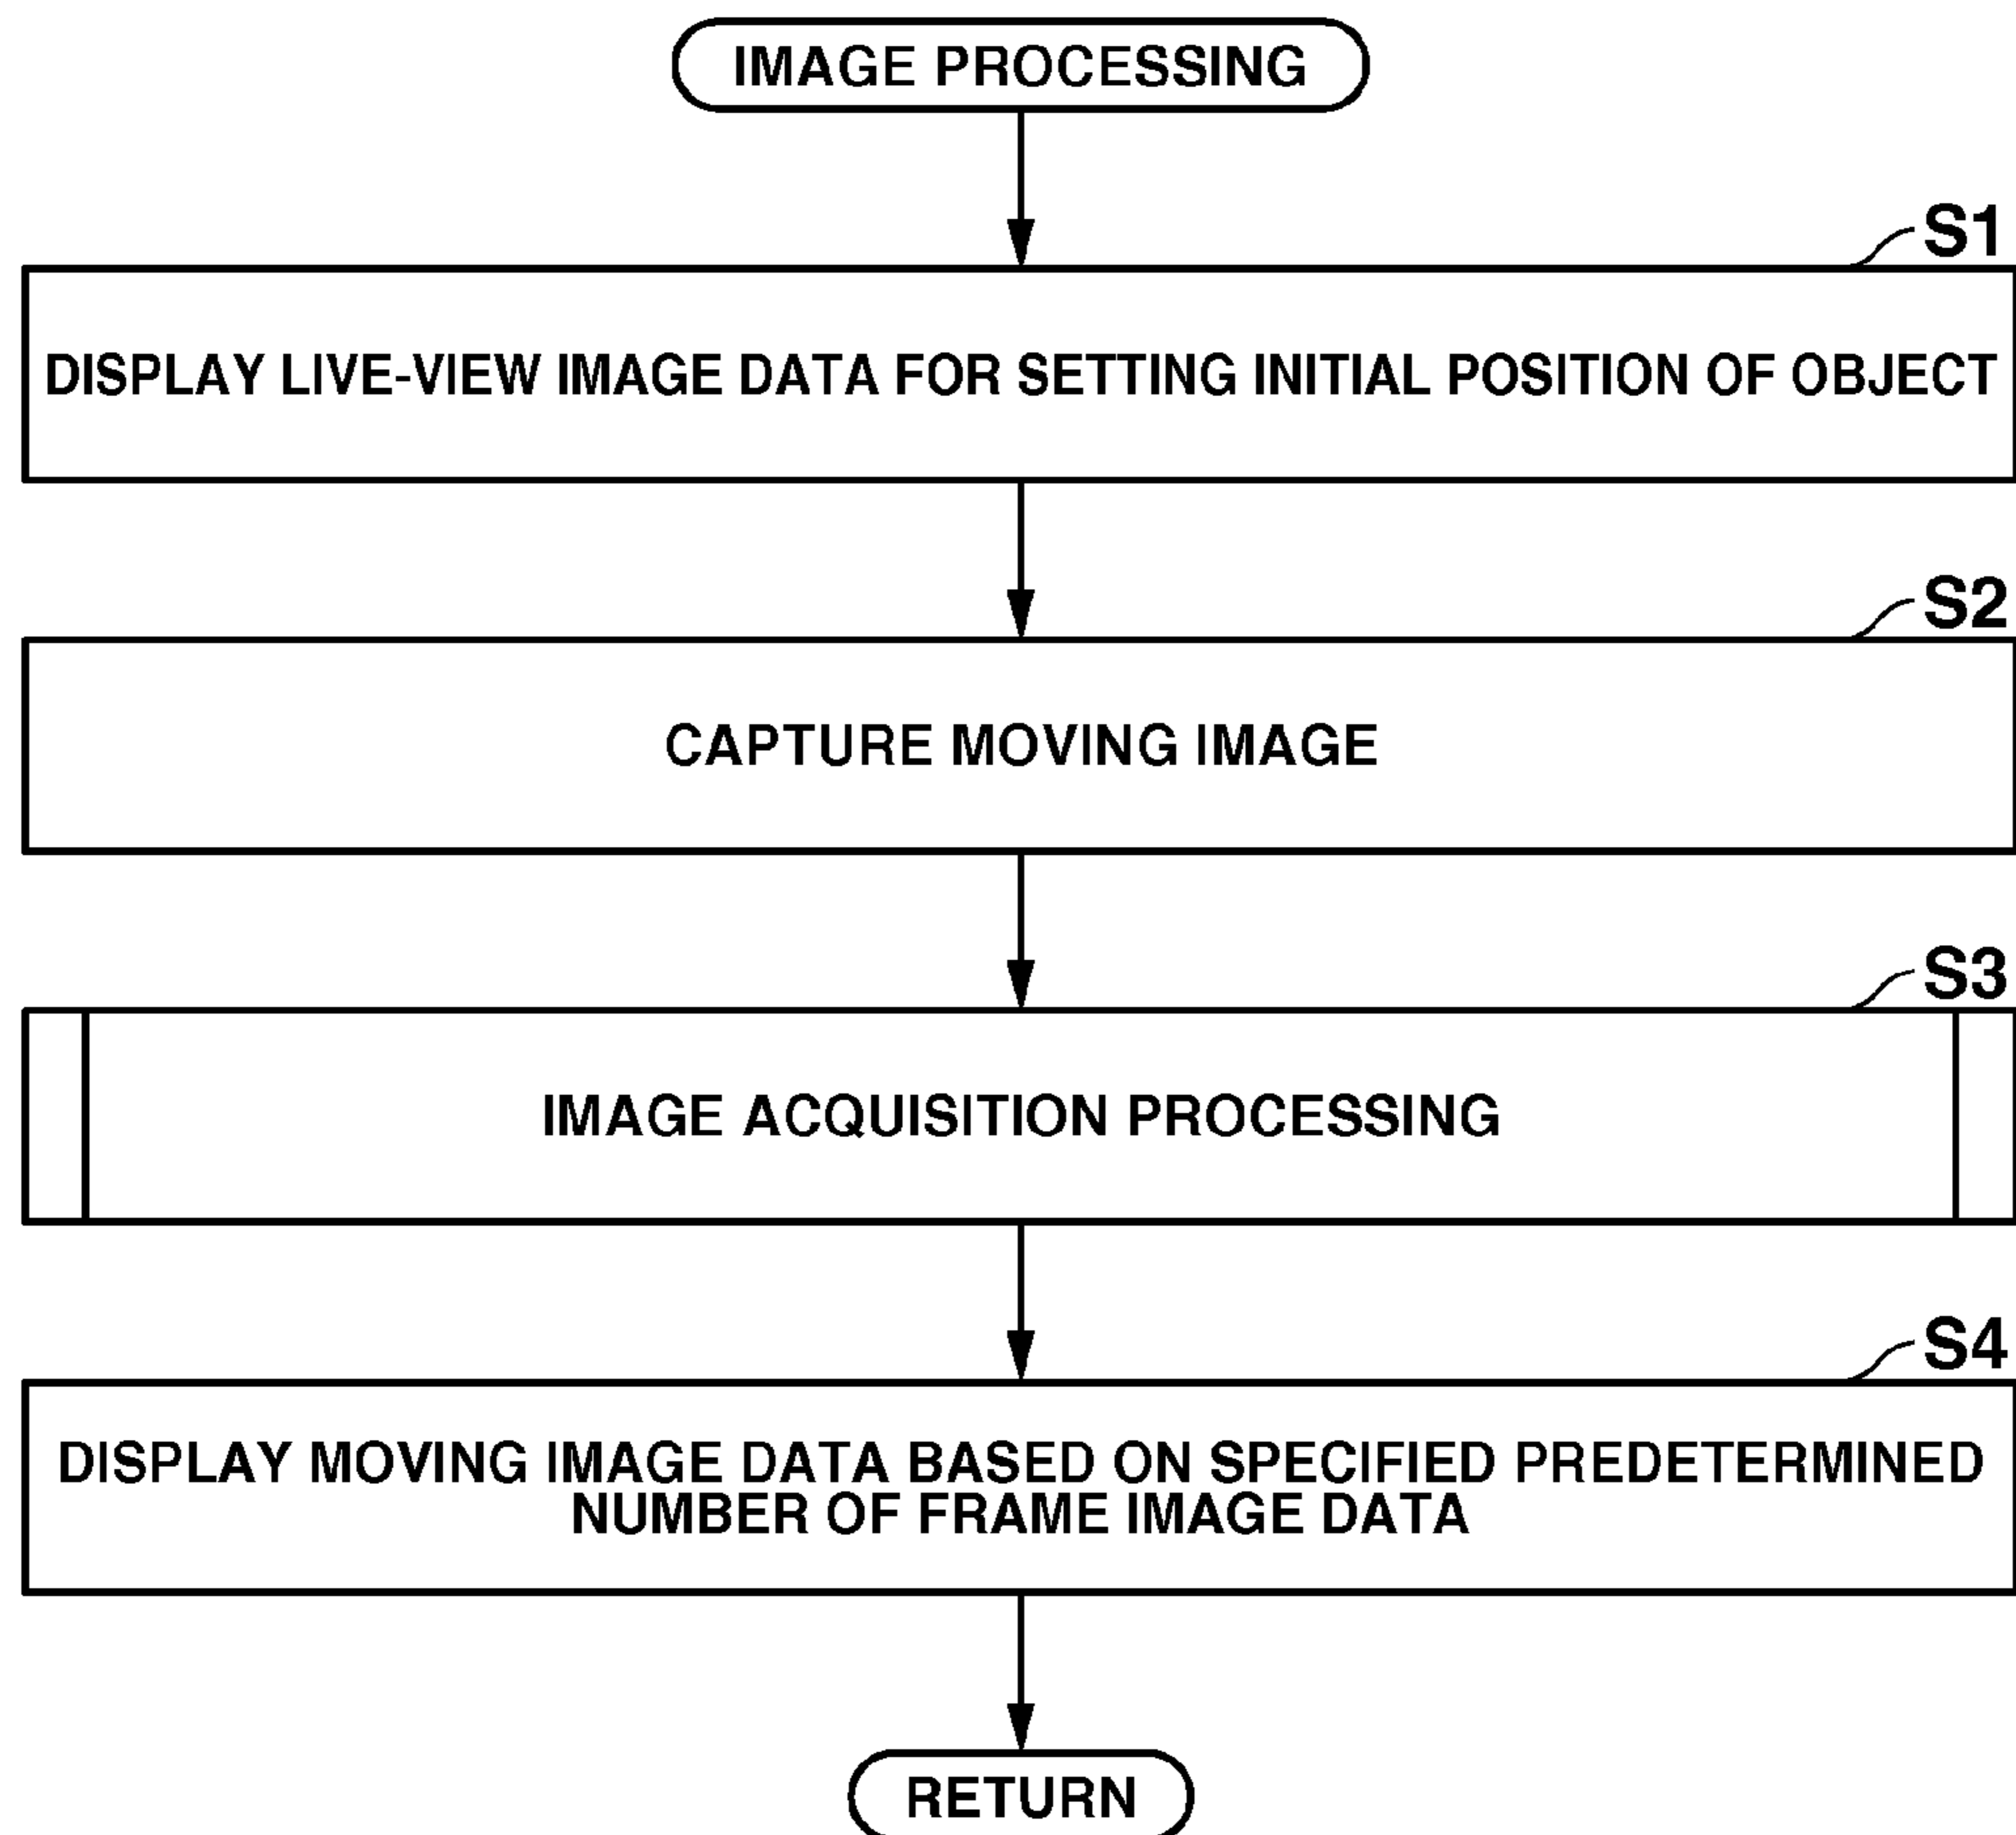 IMAGE PROCESSING
S1
DISPLAY LIVE-VIEW IMAGE DATA FOR SETTING INITIAL POSITION OF OBJECT
S2
CAPTURE MOVING IMAGE
S3
IMAGE ACQUISITION PROCESSING
S4
DISPLAY MOVING IMAGE DATA BASED ON SPECIFIED PREDETERMINED
NUMBER OF FRAME IMAGE DATA
RETURN